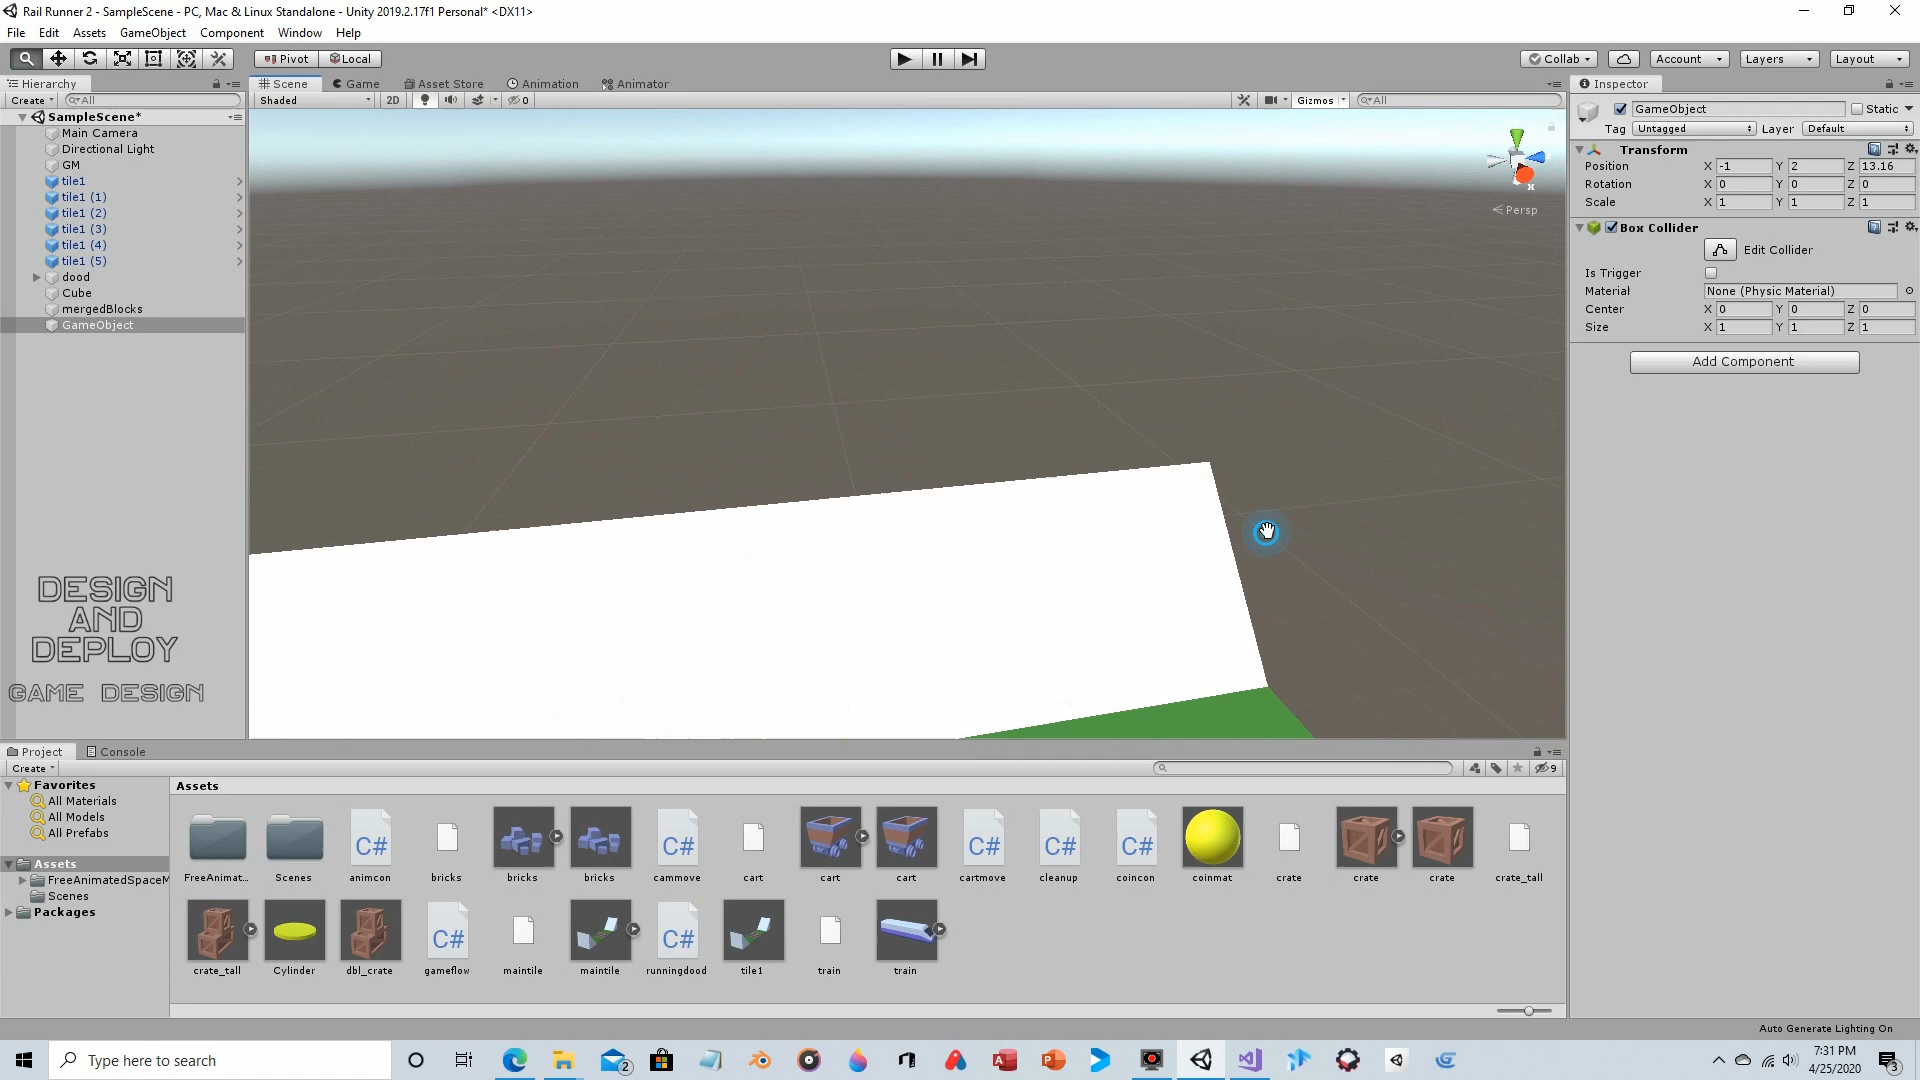 Rail Runner 2 - SampleScene - PC, Mac & Linux Standalone - Unity 2019.2.17f1 Personal* <DX11>
File Edit Assets GameObject Component Window Help
Pivot Local Collab Account Layers Layout
Hierarchy Scene Game Asset Store Animation Animator Inspector
Create All Shaded 2D 0 Gizmos All
SampleScene*
Main Camera
Directional Light
GM
tile1
tile1 (1)
tile1 (2)
tile1 (3)
tile1 (4)
tile1 (5)
dood
Cube
mergedBlocks
GameObject
x
Persp
GameObject Static
Tag Untagged Layer Default
Transform
Position X -1 Y 2 Z 13.16
Rotation X 0 Y 0 Z 0
Scale X 1 Y 1 Z 1
Box Collider
Edit Collider
Is Trigger
Material None (Physic Material)
Center X 0 Y 0 Z 0
Size X 1 Y 1 Z 1
Add Component
DESIGN
AND
DEPLOY
GAME DESIGN
Project Console
Create 9
Favorites
All Materials
All Models
All Prefabs
Assets
FreeAnimatedSpaceM
Scenes
Packages
Assets
C# C# C# C# C#
FreeAnimat... Scenes animcon bricks bricks bricks cammove cart cart cart cartmove cleanup coincon coinmat crate crate crate crate_tall
C# C#
crate_tall Cylinder dbl_crate gameflow maintile maintile runningdood tile1 train train
Auto Generate Lighting On
Type here to search
2
7:31 PM
4/25/2020
3